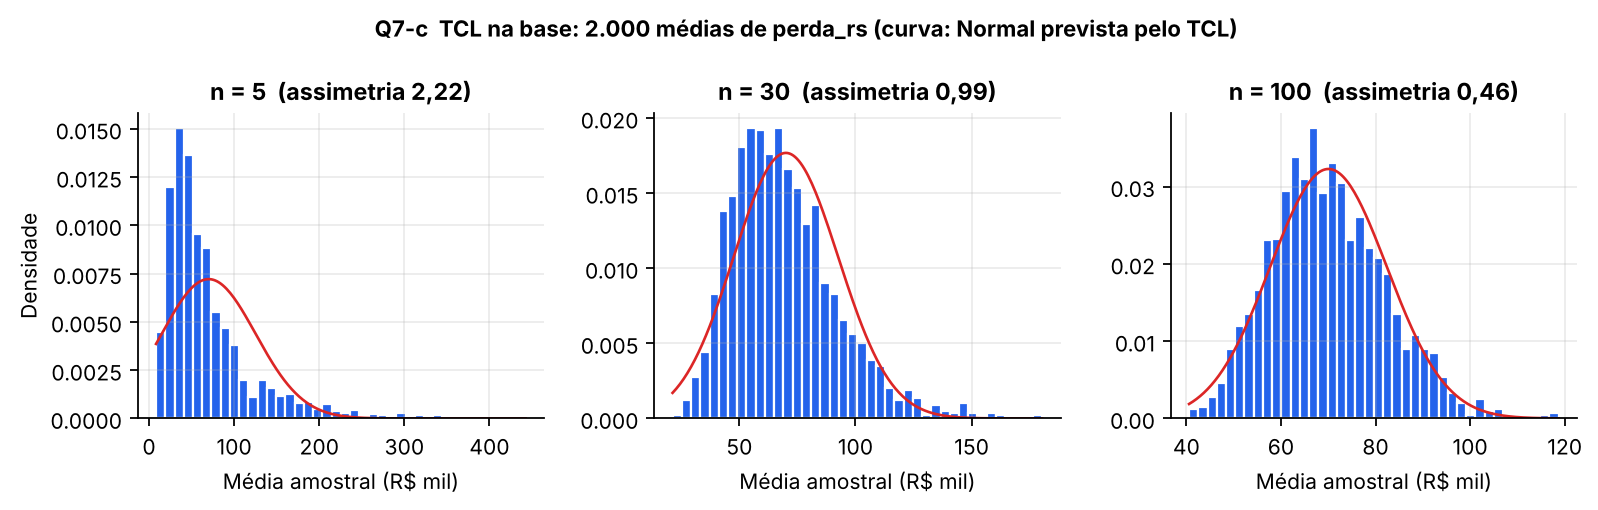 Q7-c TCL na base: 2.000 médias de perda_rs (curva: Normal prevista pelo TCL)
n = 5 (assimetria 2,22)
Densidade
0.0150
0.0125
0.0100
0.0075
0.0050
0.0025
0.0000
0 100 200 300 400
Média amostral (R$ mil)
n = 30 (assimetria 0,99)
0.020
0.015
0.010
0.005
0.000
50 100 150
Média amostral (R$ mil)
n = 100 (assimetria 0,46)
0.03
0.02
0.01
0.00
40 60 80 100 120
Média amostral (R$ mil)